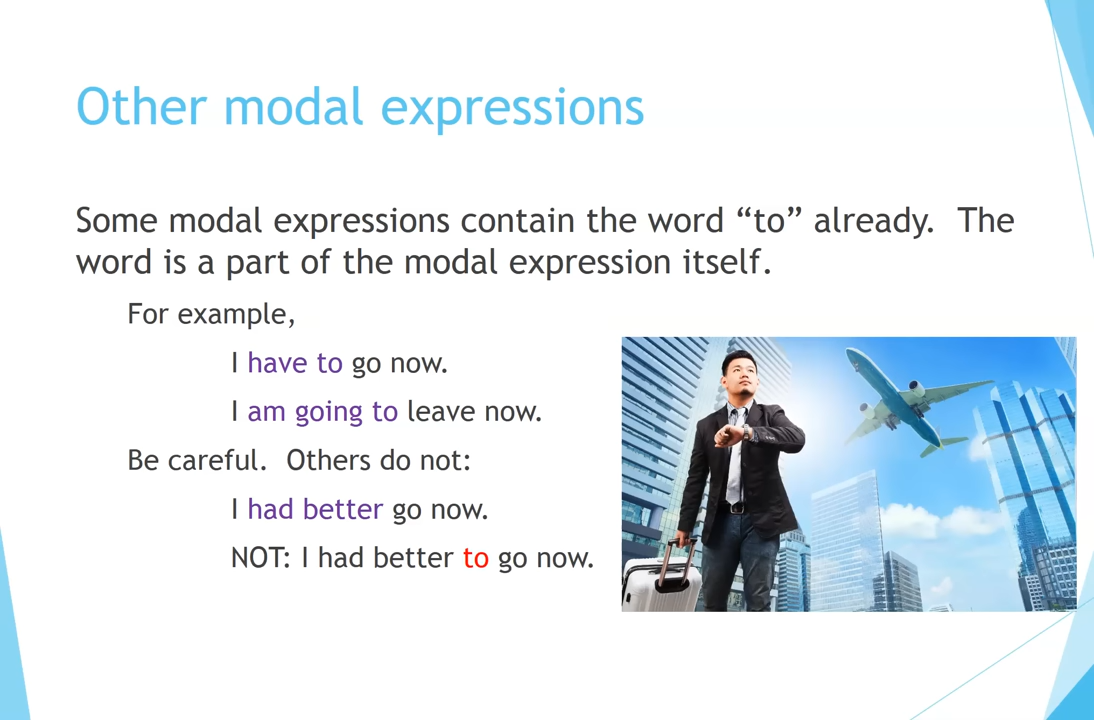 Other modal expressions
Some modal expressions contain the word “to” already.  The
word is a part of the modal expression itself.
For example,
I have to go now.
I am going to leave now.
Be careful.  Others do not:
I had better go now.
NOT: I had better to go now.